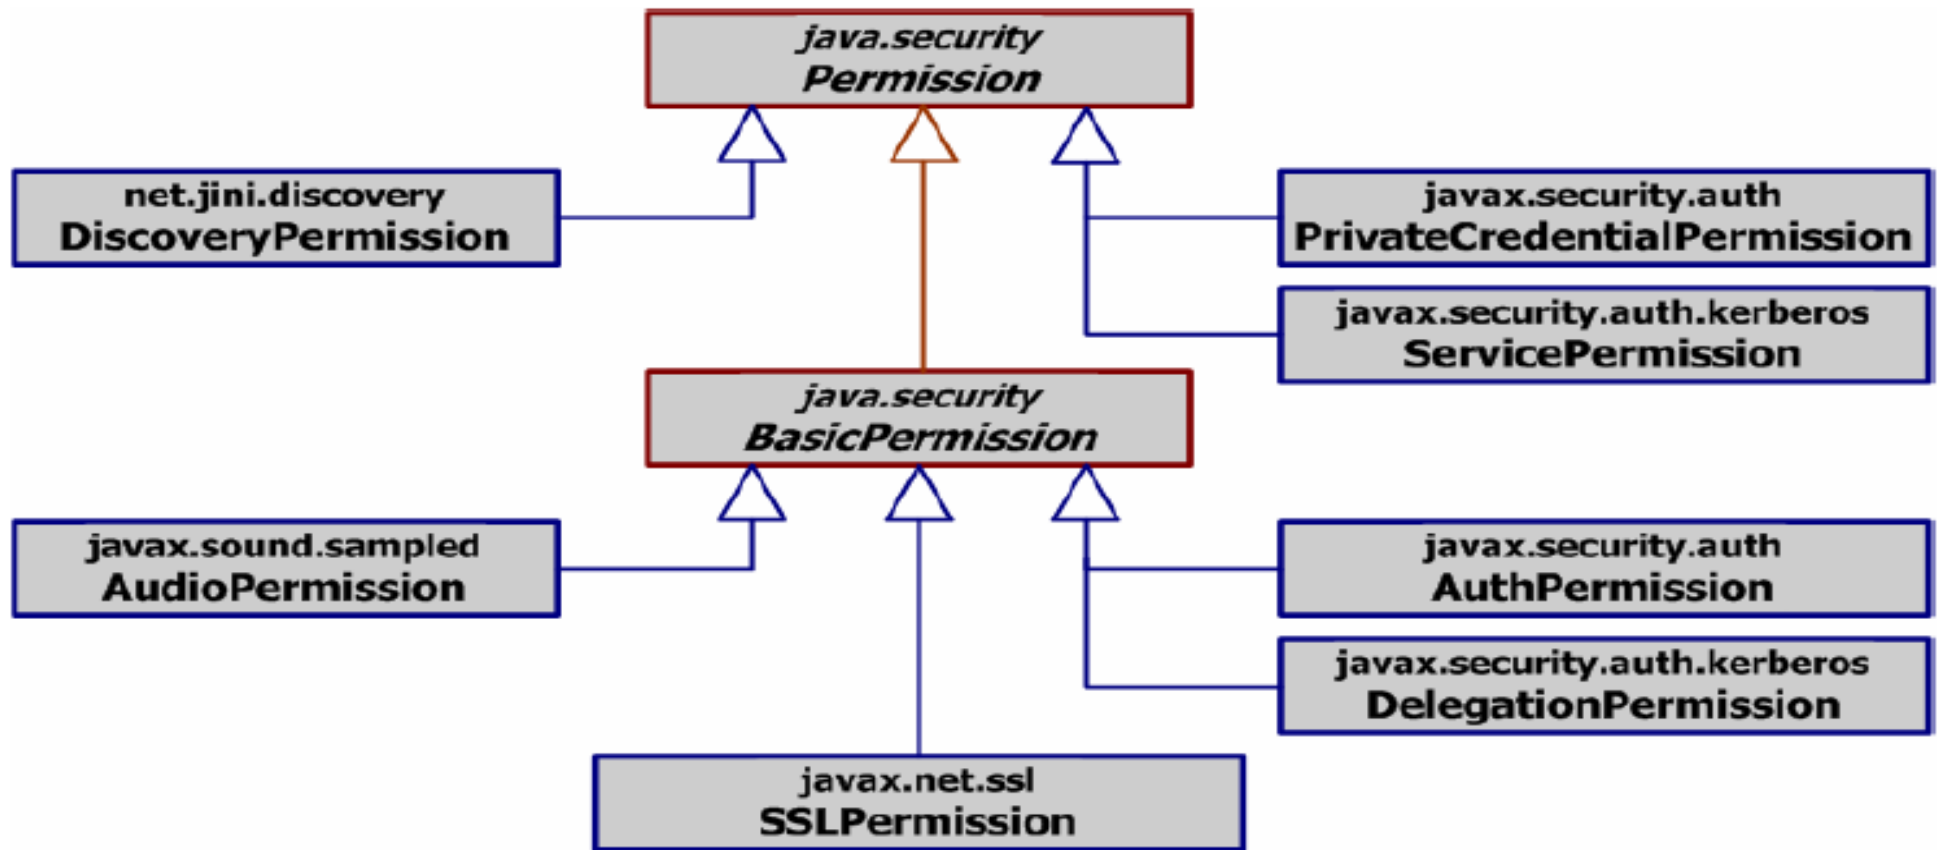 java.security
Permission
net.jini.discovery
DiscoveryPermission
javax.security.auth
PrivateCredentialPermission
javax.security.auth.kerberos
ServicePermission
java.security
BasicPermission
javax.sound.sampled
AudioPermission
javax.security.auth
AuthPermission
javax.security.auth.kerberos
DelegationPermission
javax.net.ssl
SSLPermission